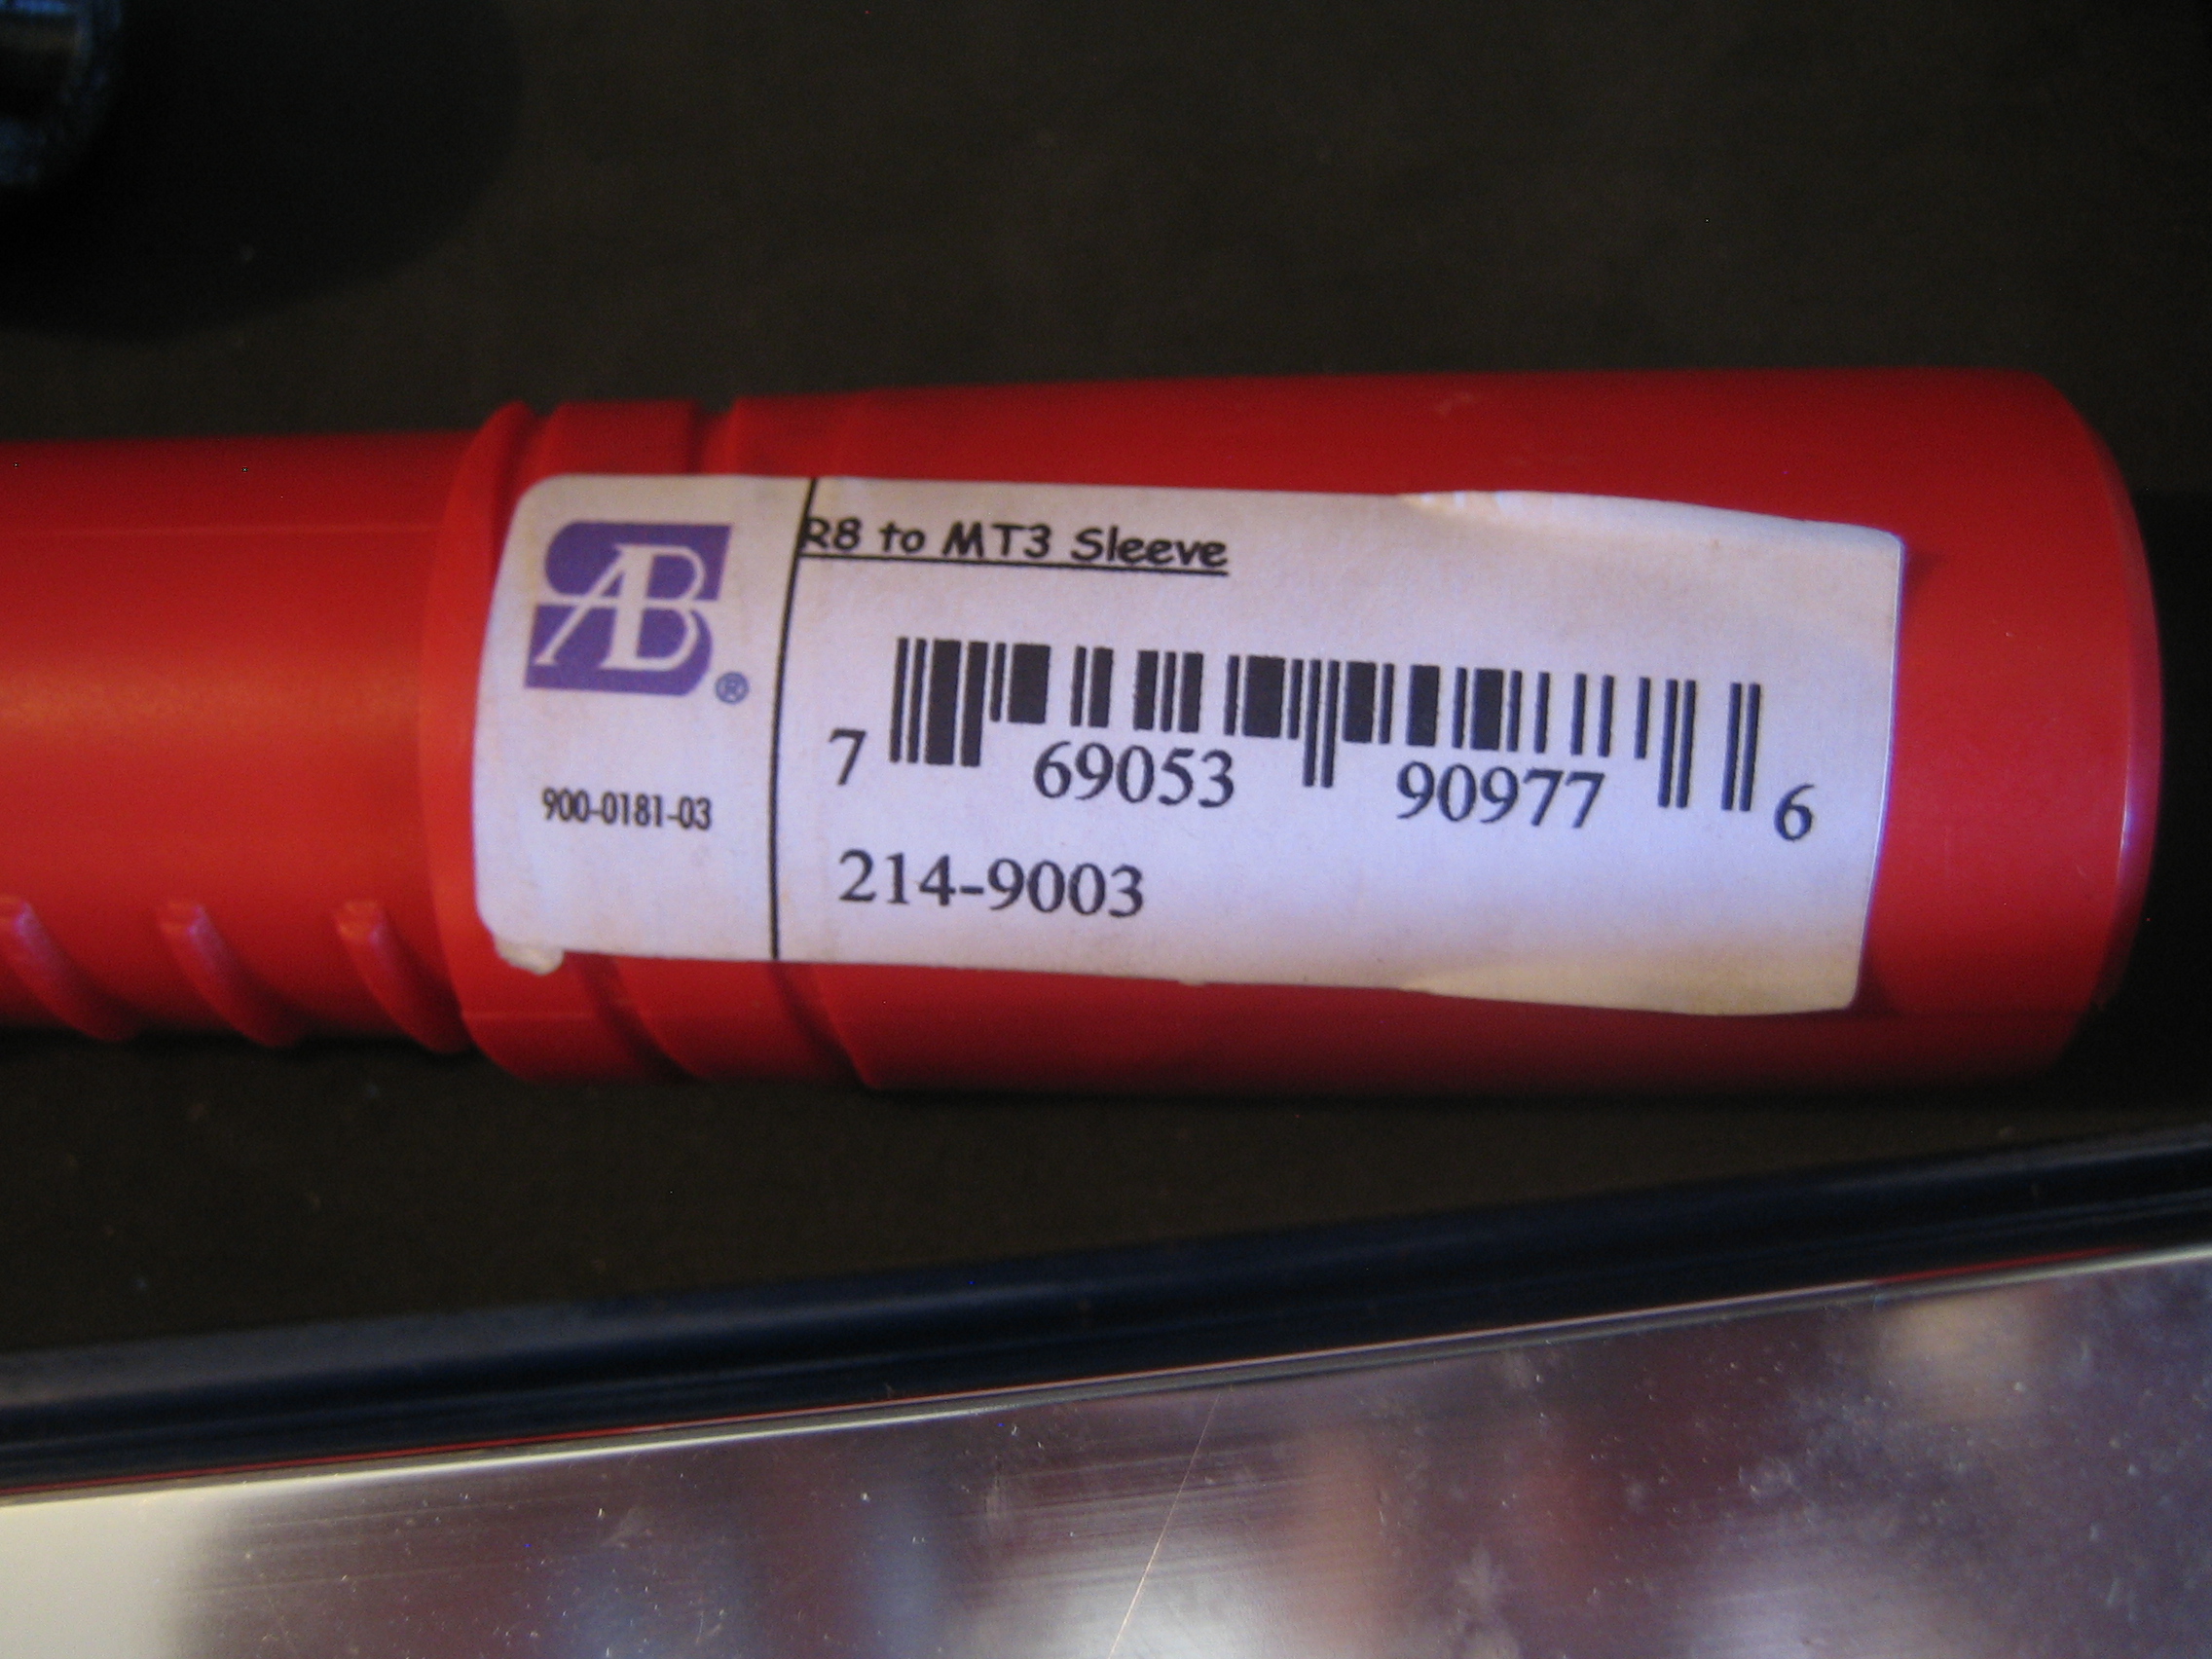 AB®
900-0181-03
R8 to MT3 Sleeve
7 69053 90977 6
214-9003